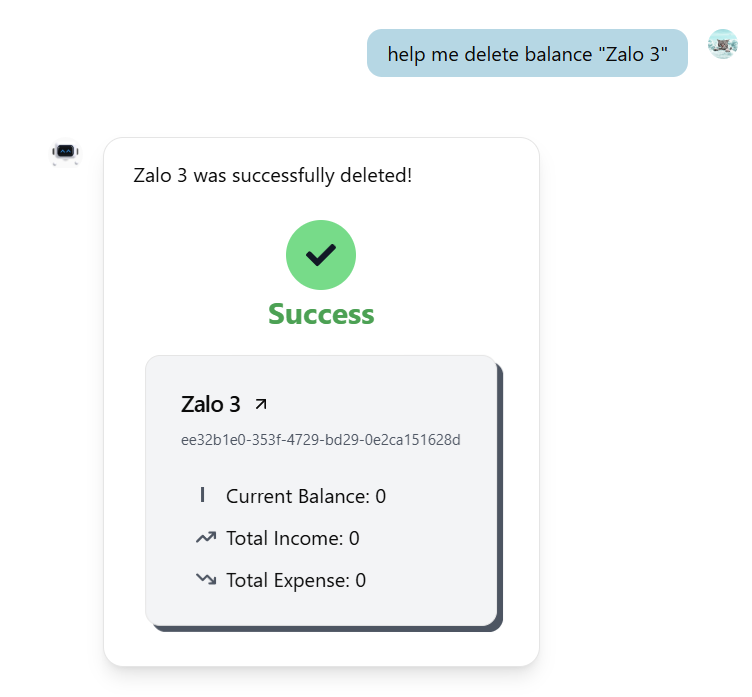 help me delete balance "Zalo 3"
Zalo 3 was successfully deleted!
Success
Zalo 3
ee32b1e0-353f-4729-bd29-0e2ca151628d
Current Balance: 0
Total Income: 0
Total Expense: 0